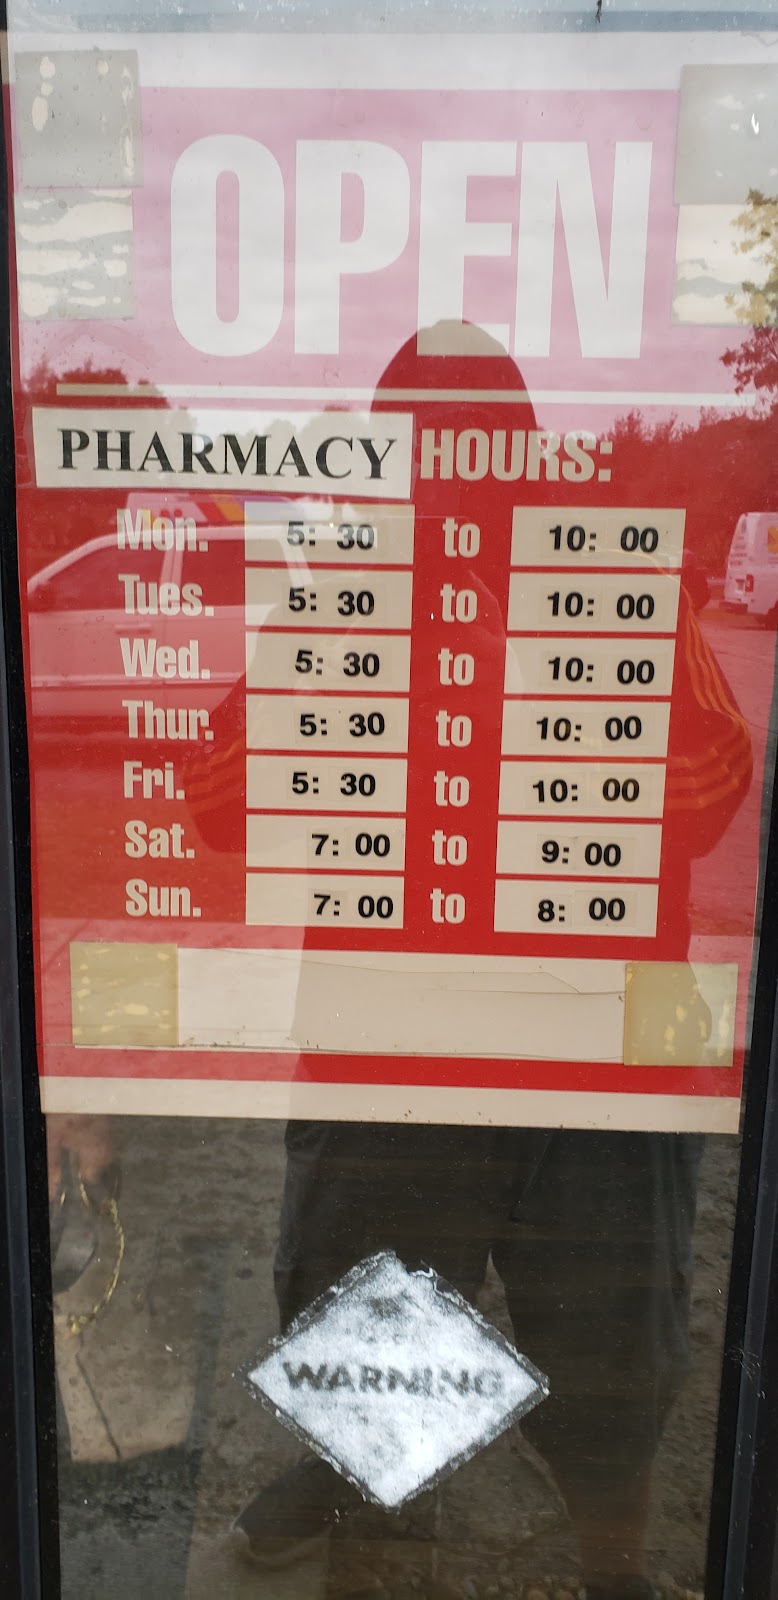 OPEN
PHARMACY HOURS:
Mon. 5: 30 to 10: 00
Tues. 5: 30 to 10: 00
Wed. 5: 30 to 10: 00
Thur. 5: 30 to 10: 00
Fri. 5: 30 to 10: 00
Sat. 7: 00 to 9: 00
Sun. 7: 00 to 8: 00
WARNING